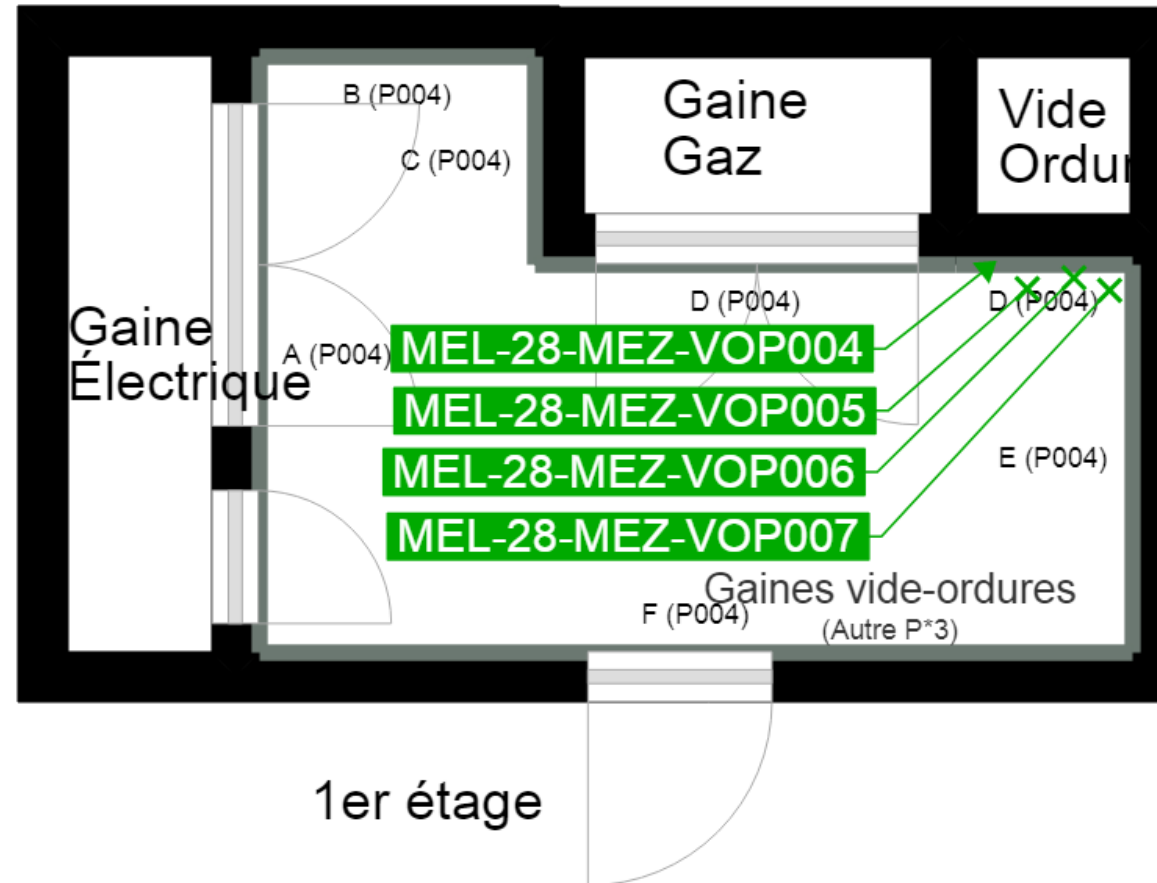 B (P004)
C (P004)
Gaine
Gaz
Vide
Ordur
D (P004)
D (P004)
Gaine
Électrique
A (P004)
MEL-28-MEZ-VOP004
MEL-28-MEZ-VOP005
MEL-28-MEZ-VOP006
E (P004)
MEL-28-MEZ-VOP007
Gaines vide-ordures
F (P004)
(Autre P*3)
1er étage